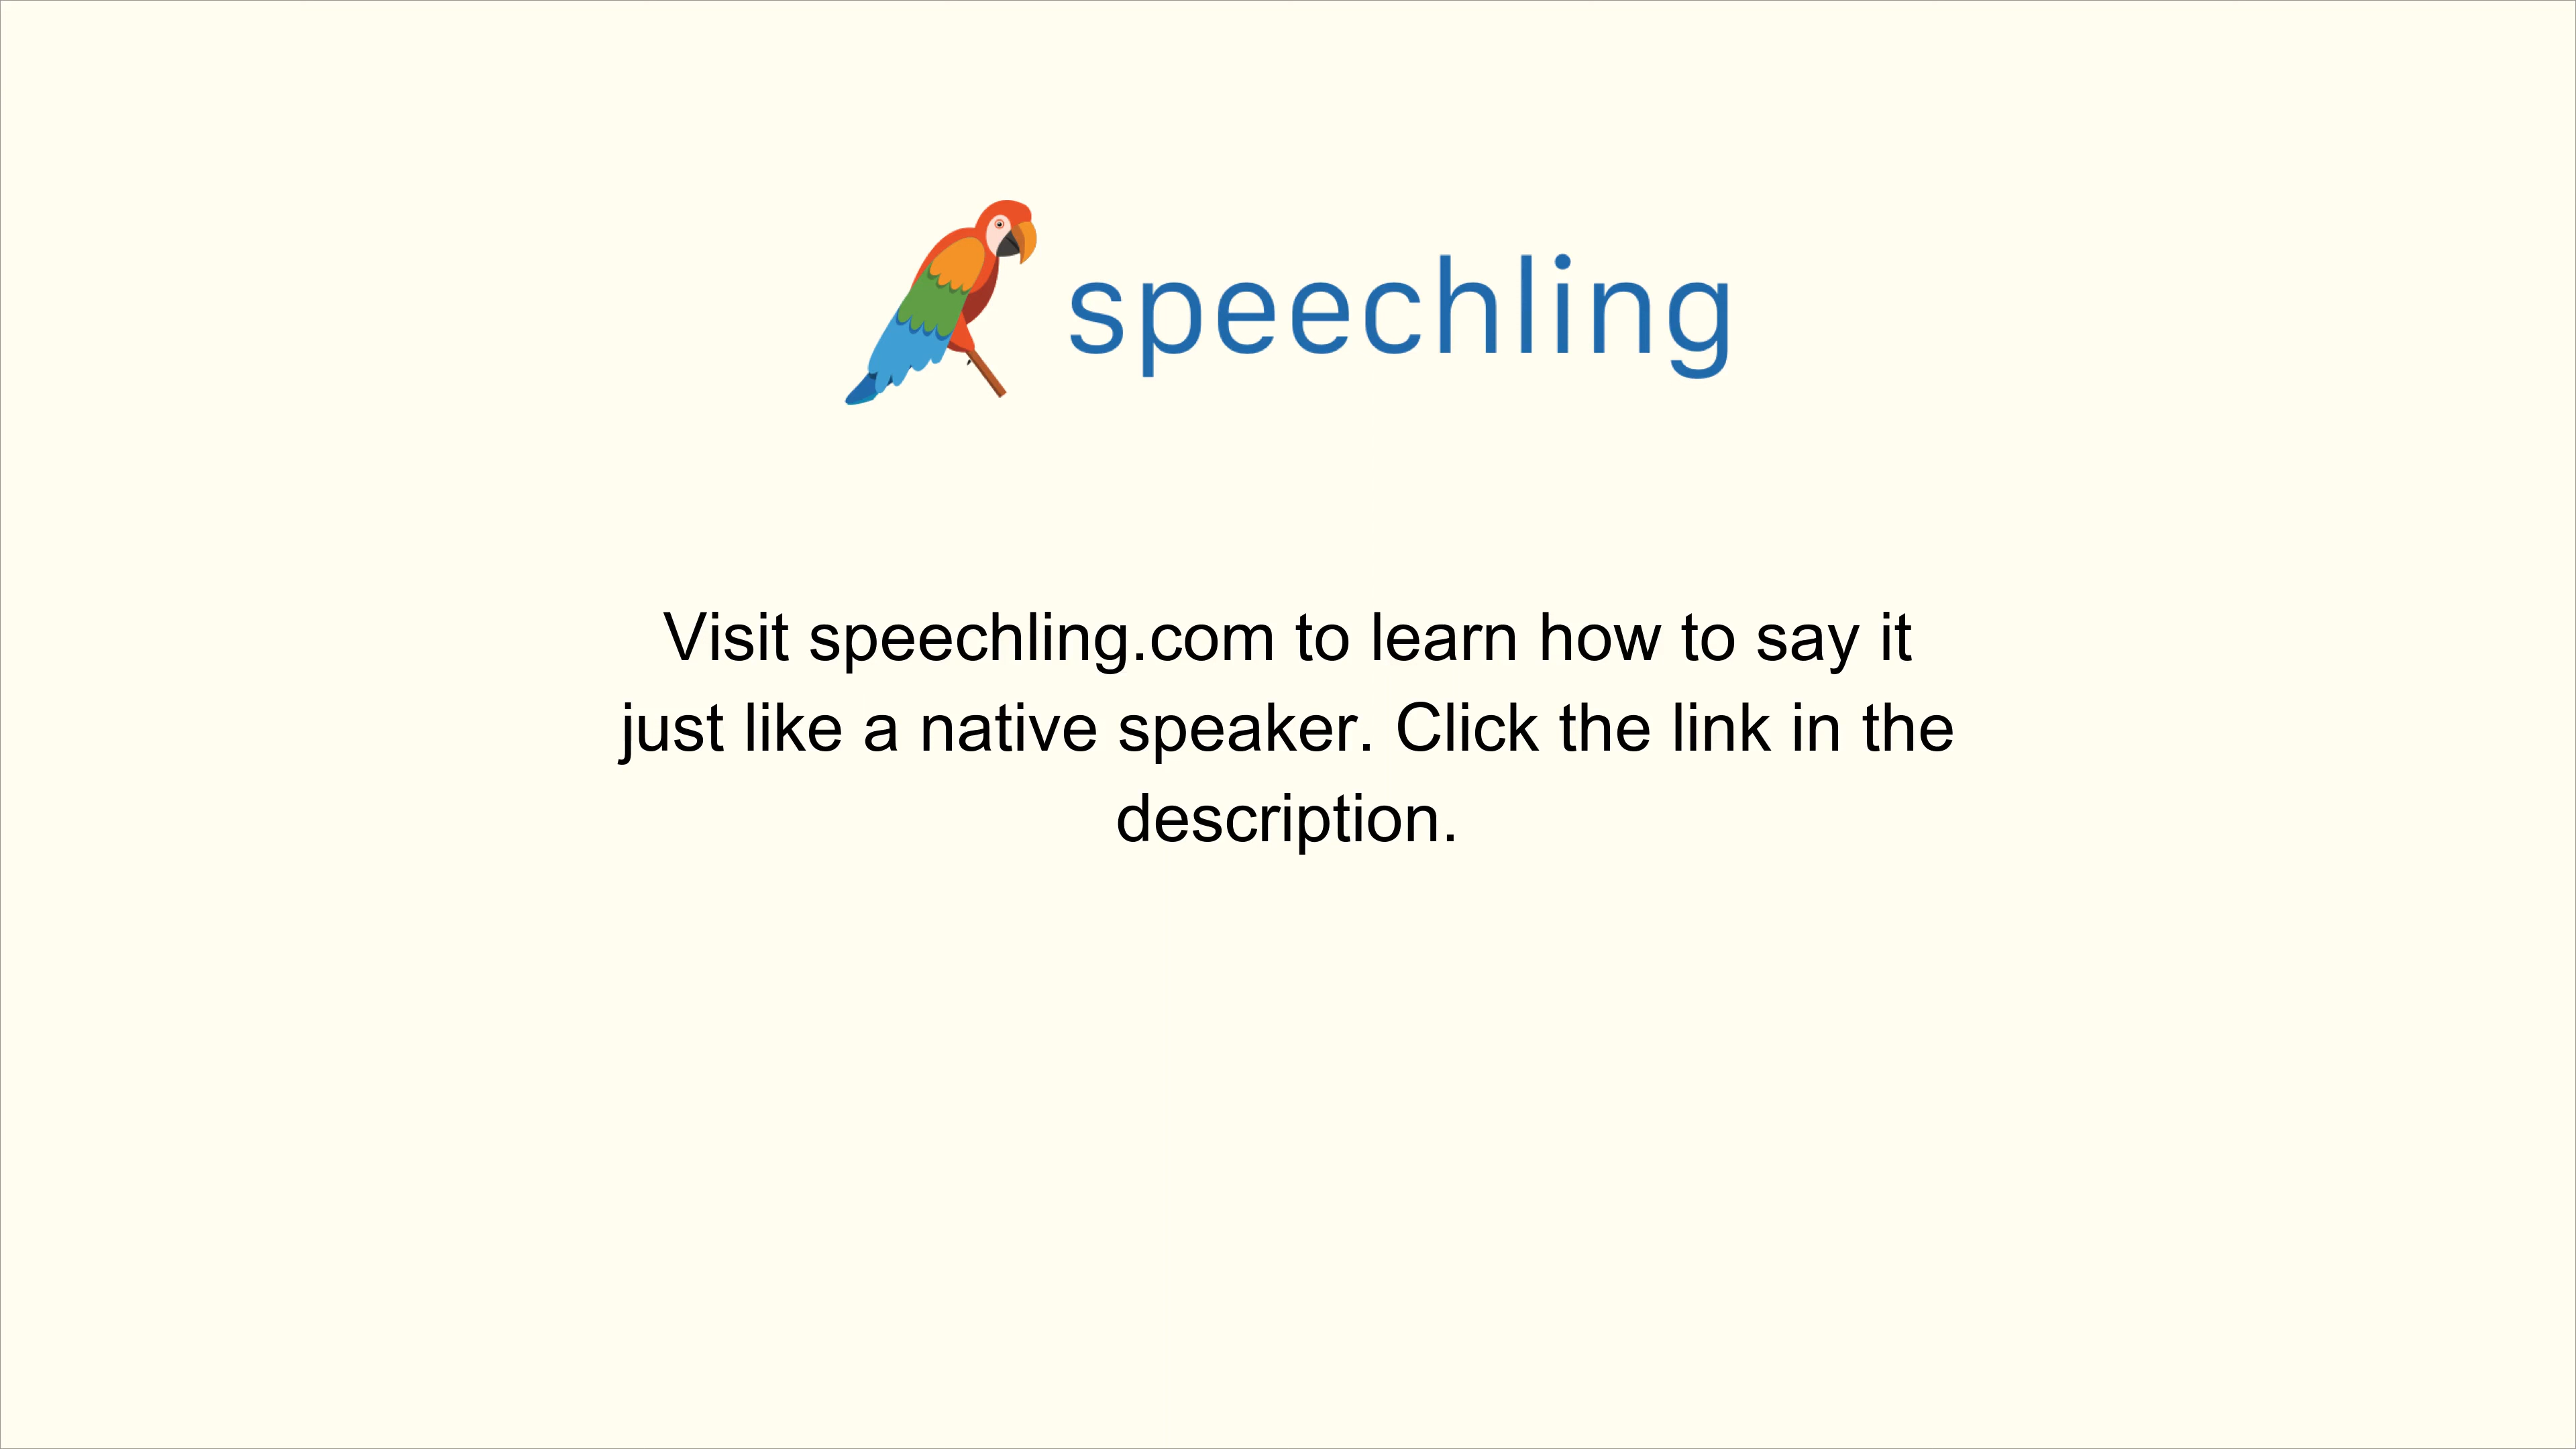 speechling
Visit speechling.com to learn how to say it
just like a native speaker. Click the link in the
description.